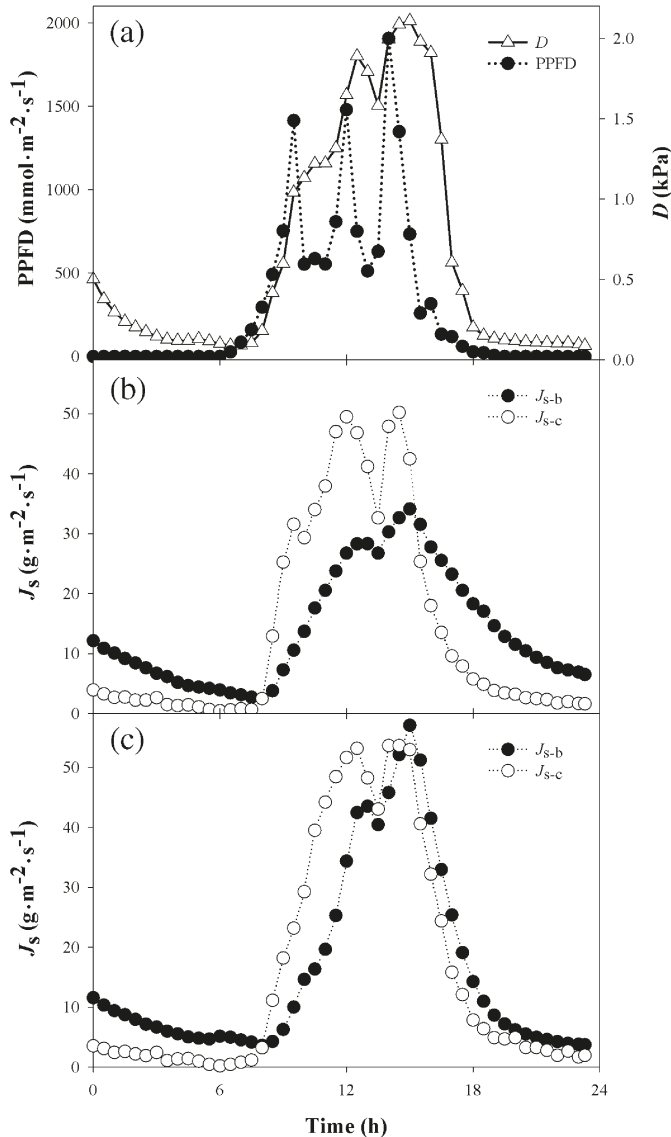 (a)
D
PPFD
2000
1500
1000
500
0
PPFD (mmol·m⁻²·s⁻¹)
2.0
1.5
1.0
0.5
0.0
D (kPa)
(b)
Js-b
Js-c
50
40
30
20
10
0
Js (g·m⁻²·s⁻¹)
(c)
Js-b
Js-c
50
40
30
20
10
0
Js (g·m⁻²·s⁻¹)
0 6 12 18 24
Time (h)